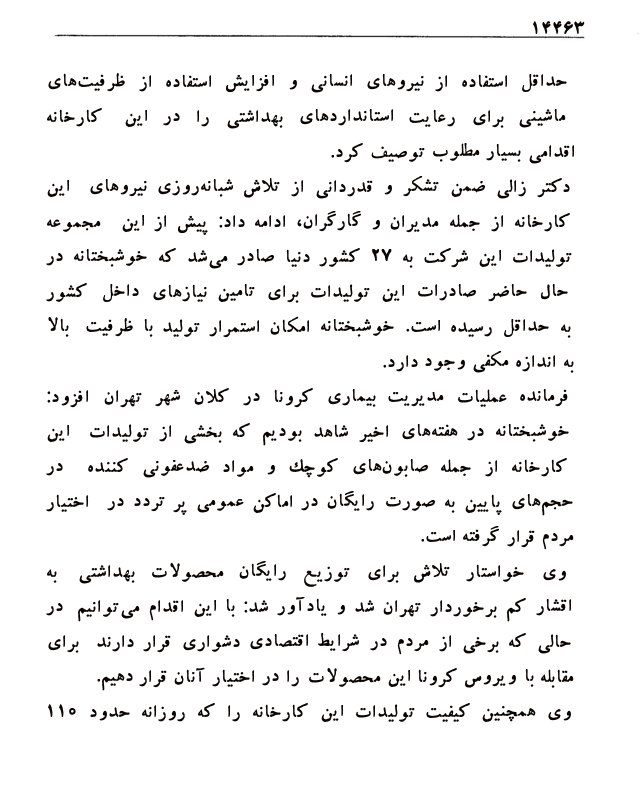 ۱۴۴۶۳
حداقل استفاده از نیروهای انسانی و افزایش استفاده از ظرفیت‌های
ماشینی برای رعایت استانداردهای بهداشتی را در این کارخانه
اقدامی بسیار مطلوب توصیف کرد.
دکتر زالی ضمن تشکر و قدردانی از تلاش شبانه‌روزی نیروهای این
کارخانه از جمله مدیران و گارگران، ادامه داد: پیش از این مجموعه
تولیدات این شرکت به ۲۷ کشور دنیا صادر می‌شد که خوشبختانه در
حال حاضر صادرات این تولیدات برای تامین نیازهای داخل کشور
به حداقل رسیده است. خوشبختانه امکان استمرار تولید با ظرفیت بالا
به اندازه مکفی وجود دارد.
فرمانده عملیات مدیریت بیماری کرونا در کلان شهر تهران افزود:
خوشبختانه در هفته‌های اخیر شاهد بودیم که بخشی از تولیدات این
کارخانه از جمله صابون‌های کوچك و مواد ضدعفونی کننده در
حجم‌های پایین به صورت رایگان در اماکن عمومی پر تردد در اختیار
مردم قرار گرفته است.
وی خواستار تلاش برای توزیع رایگان محصولات بهداشتی به
اقشار کم برخوردار تهران شد و یادآور شد: با این اقدام می‌توانیم در
حالی که برخی از مردم در شرایط اقتصادی دشواری قرار دارند برای
مقابله با ویروس کرونا این محصولات را در اختیار آنان قرار دهیم.
وی همچنین کیفیت تولیدات این کارخانه را که روزانه حدود ۱۱۰